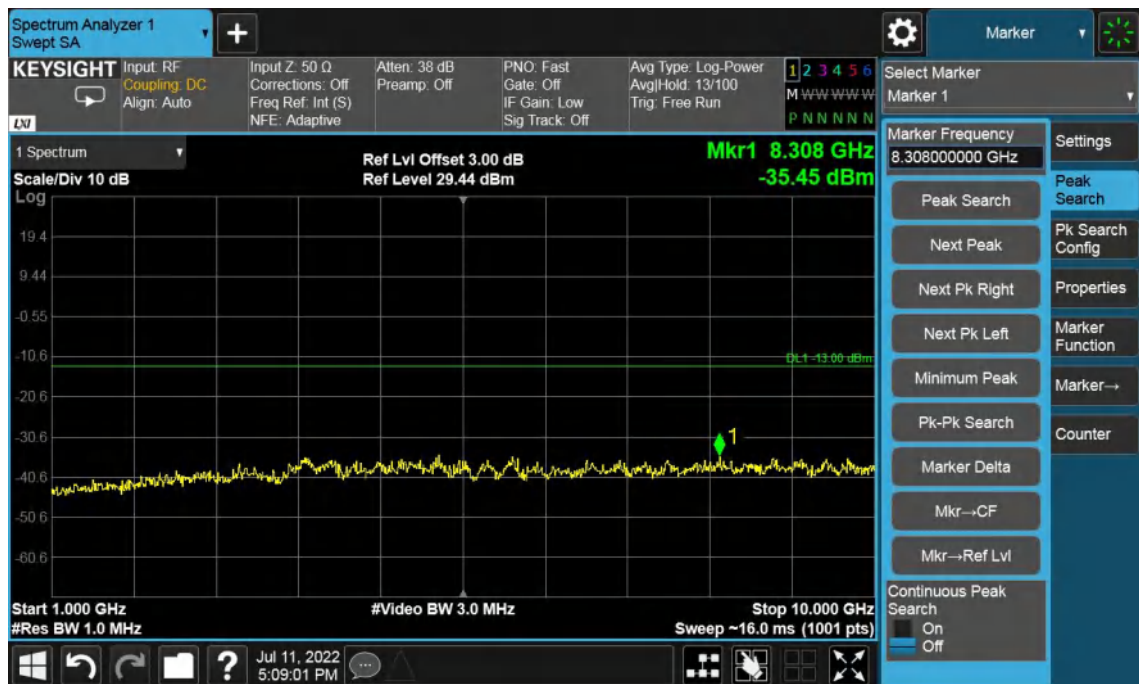 Spectrum Analyzer 1
Swept SA
+
Marker
KEYSIGHT
LXI
Input: RF
Coupling: DC
Align: Auto
Input Z: 50 Ω
Corrections: Off
Freq Ref: Int (S)
NFE: Adaptive
Atten: 38 dB
Preamp: Off
PNO: Fast
Gate: Off
IF Gain: Low
Sig Track: Off
Avg Type: Log-Power
Avg|Hold: 13/100
Trig: Free Run
1 2 3 4 5 6
M W W W W W
P N N N N N
Select Marker
Marker 1
1 Spectrum
Scale/Div 10 dB
Log
Ref Lvl Offset 3.00 dB
Ref Level 29.44 dBm
Mkr1 8.308 GHz
-35.45 dBm
19.4
9.44
-0.55
-10.6
-20.6
-30.6
-40.6
-50.6
-60.6
DL1 -13.00 dBm
1
Start 1.000 GHz
#Res BW 1.0 MHz
#Video BW 3.0 MHz
Stop 10.000 GHz
Sweep ~16.0 ms (1001 pts)
Marker Frequency
8.308000000 GHz
Peak Search
Next Peak
Next Pk Right
Next Pk Left
Minimum Peak
Pk-Pk Search
Marker Delta
Mkr→CF
Mkr→Ref Lvl
Continuous Peak
Search
On
Off
Settings
Peak
Search
Pk Search
Config
Properties
Marker
Function
Marker→
Counter
?
Jul 11, 2022
5:09:01 PM